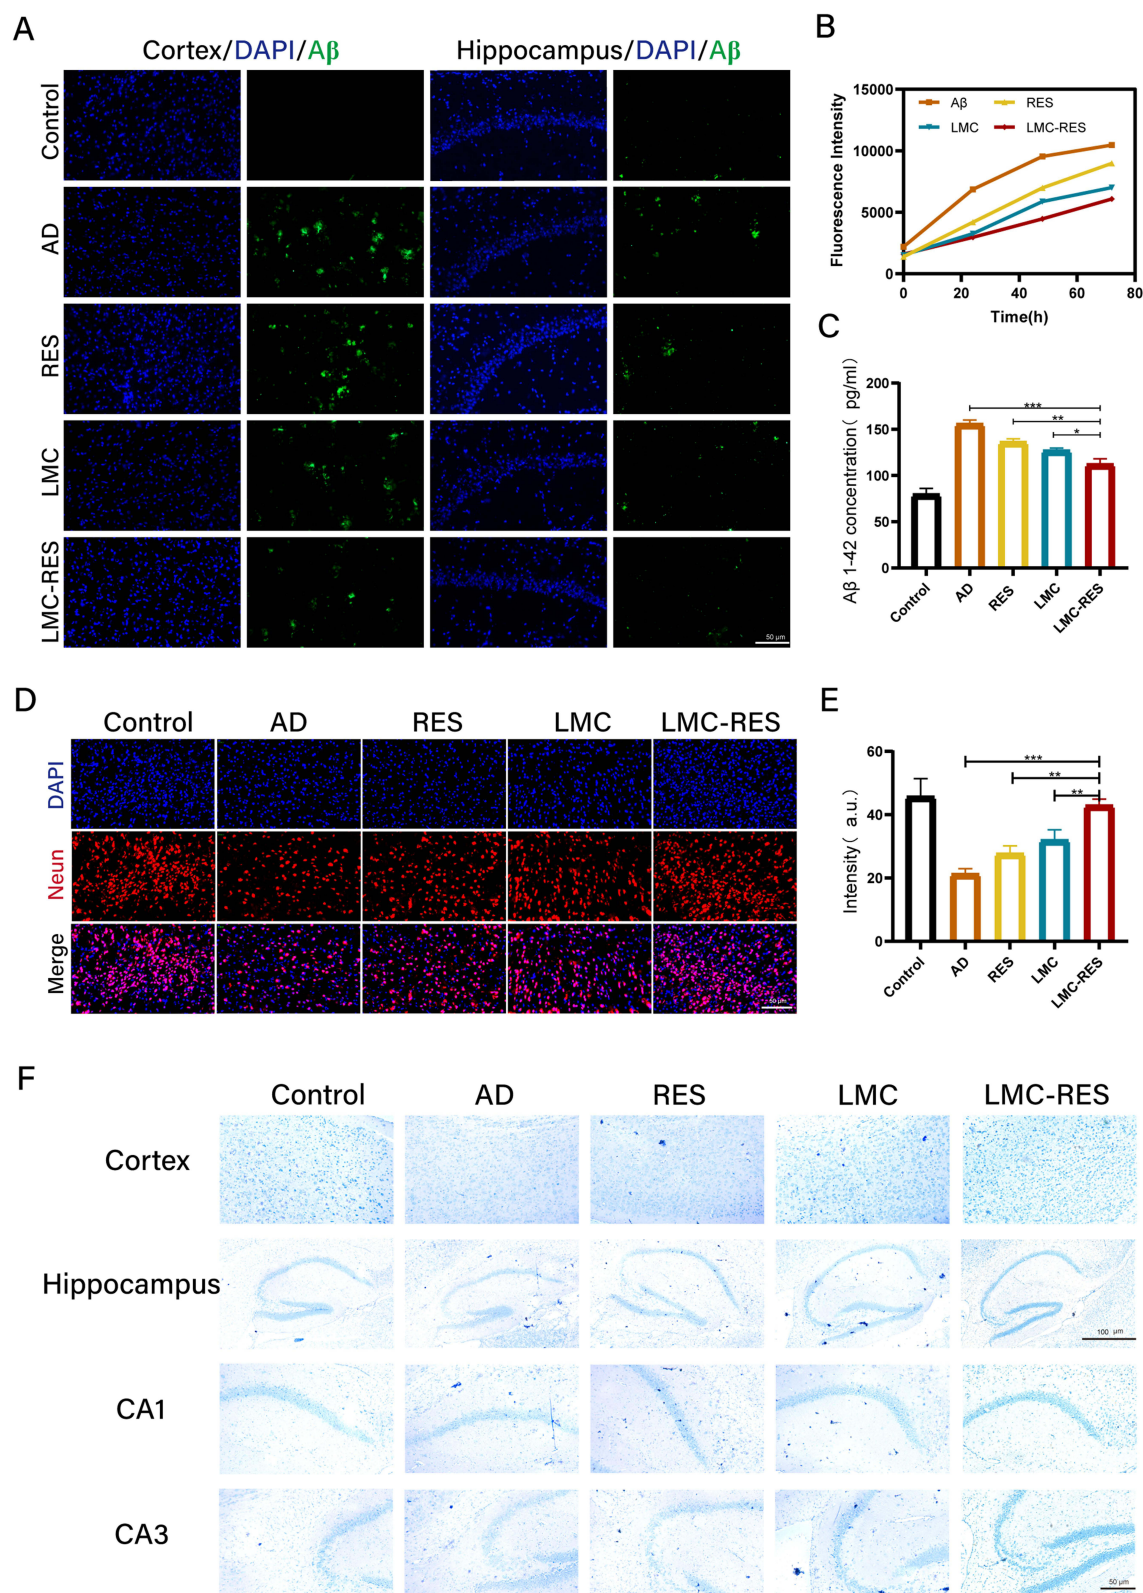 A
Cortex/DAPI/Aβ
Hippocampus/DAPI/Aβ
Control
AD
RES
LMC
LMC-RES
50 μm
B
15000
10000
5000
0
Fluorescence Intensity
Aβ
RES
LMC
LMC-RES
0 20 40 60 80
Time(h)
C
Aβ 1-42 concentration( pg/ml)
200
150
100
50
0
***
**
*
Control
AD
RES
LMC
LMC-RES
D
Control AD RES LMC LMC-RES
DAPI
Neun
Merge
50 μm
E
Intensity( a.u.)
60
40
20
0
***
**
**
Control
AD
RES
LMC
LMC-RES
F
Control AD RES LMC LMC-RES
Cortex
Hippocampus
100 μm
CA1
CA3
50 μm